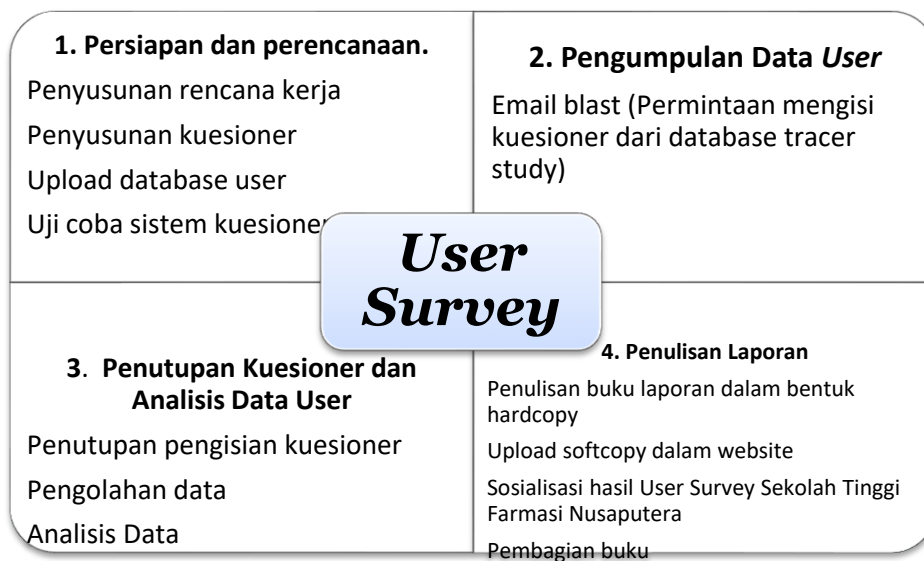 1. Persiapan dan perencanaan.
Penyusunan rencana kerja
Penyusunan kuesioner
Upload database user
Uji coba sistem kuesioner
2. Pengumpulan Data User
Email blast (Permintaan mengisi
kuesioner dari database tracer
study)
User
Survey
3. Penutupan Kuesioner dan
Analisis Data User
Penutupan pengisian kuesioner
Pengolahan data
Analisis Data
4. Penulisan Laporan
Penulisan buku laporan dalam bentuk
hardcopy
Upload softcopy dalam website
Sosialisasi hasil User Survey Sekolah Tinggi
Farmasi Nusaputera
Pembagian buku